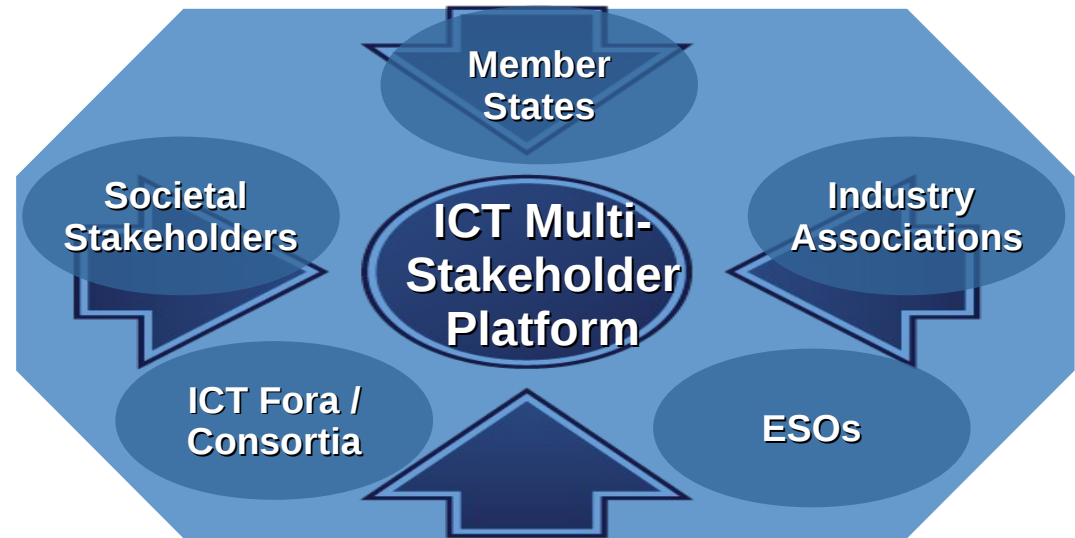 Member
States
Societal
Stakeholders
Industry
Associations
ICT Multi-
Stakeholder
Platform
ICT Fora /
Consortia
ESOs